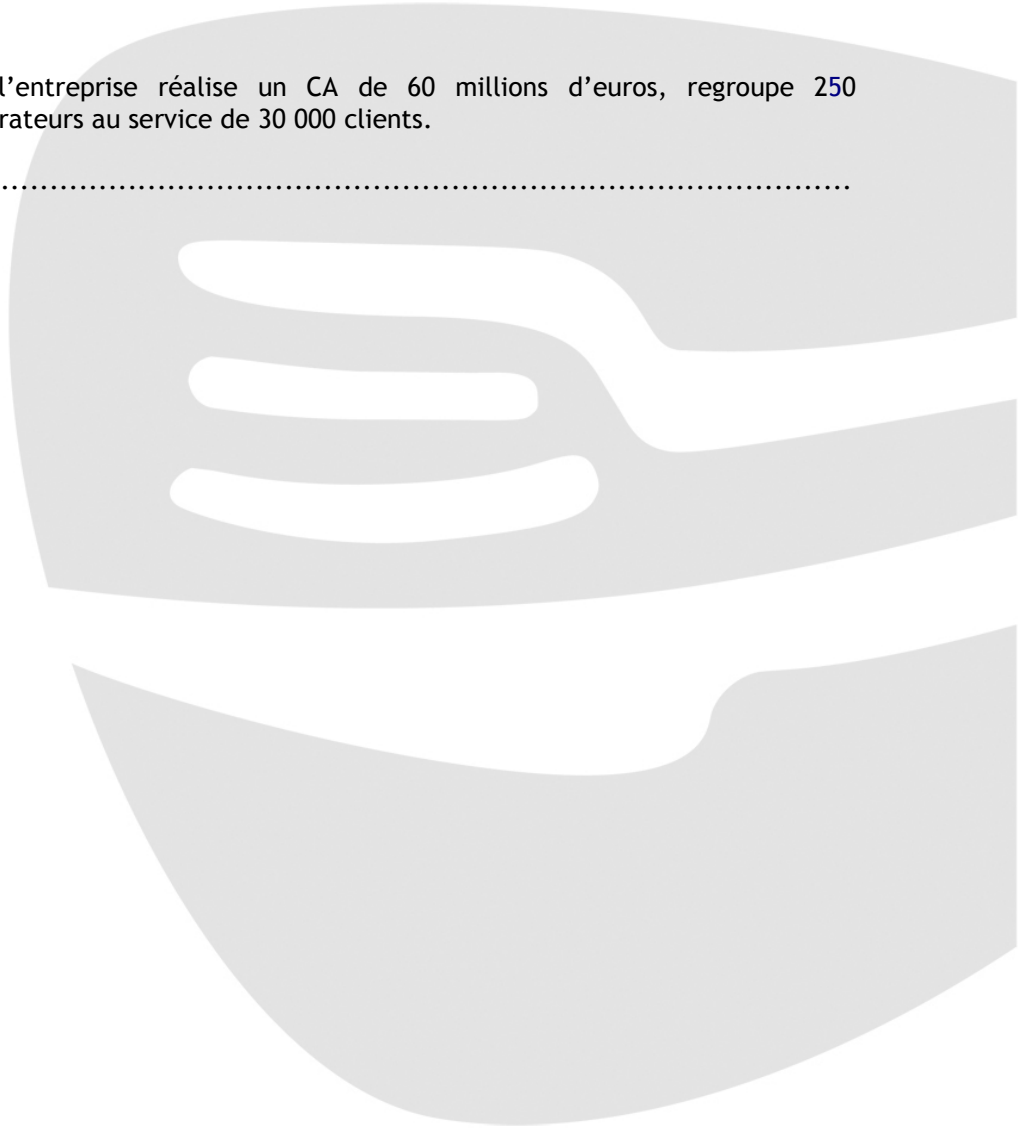 l’entreprise réalise un CA de 60 millions d’euros, regroupe 250
rateurs au service de 30 000 clients.
....................................................................................